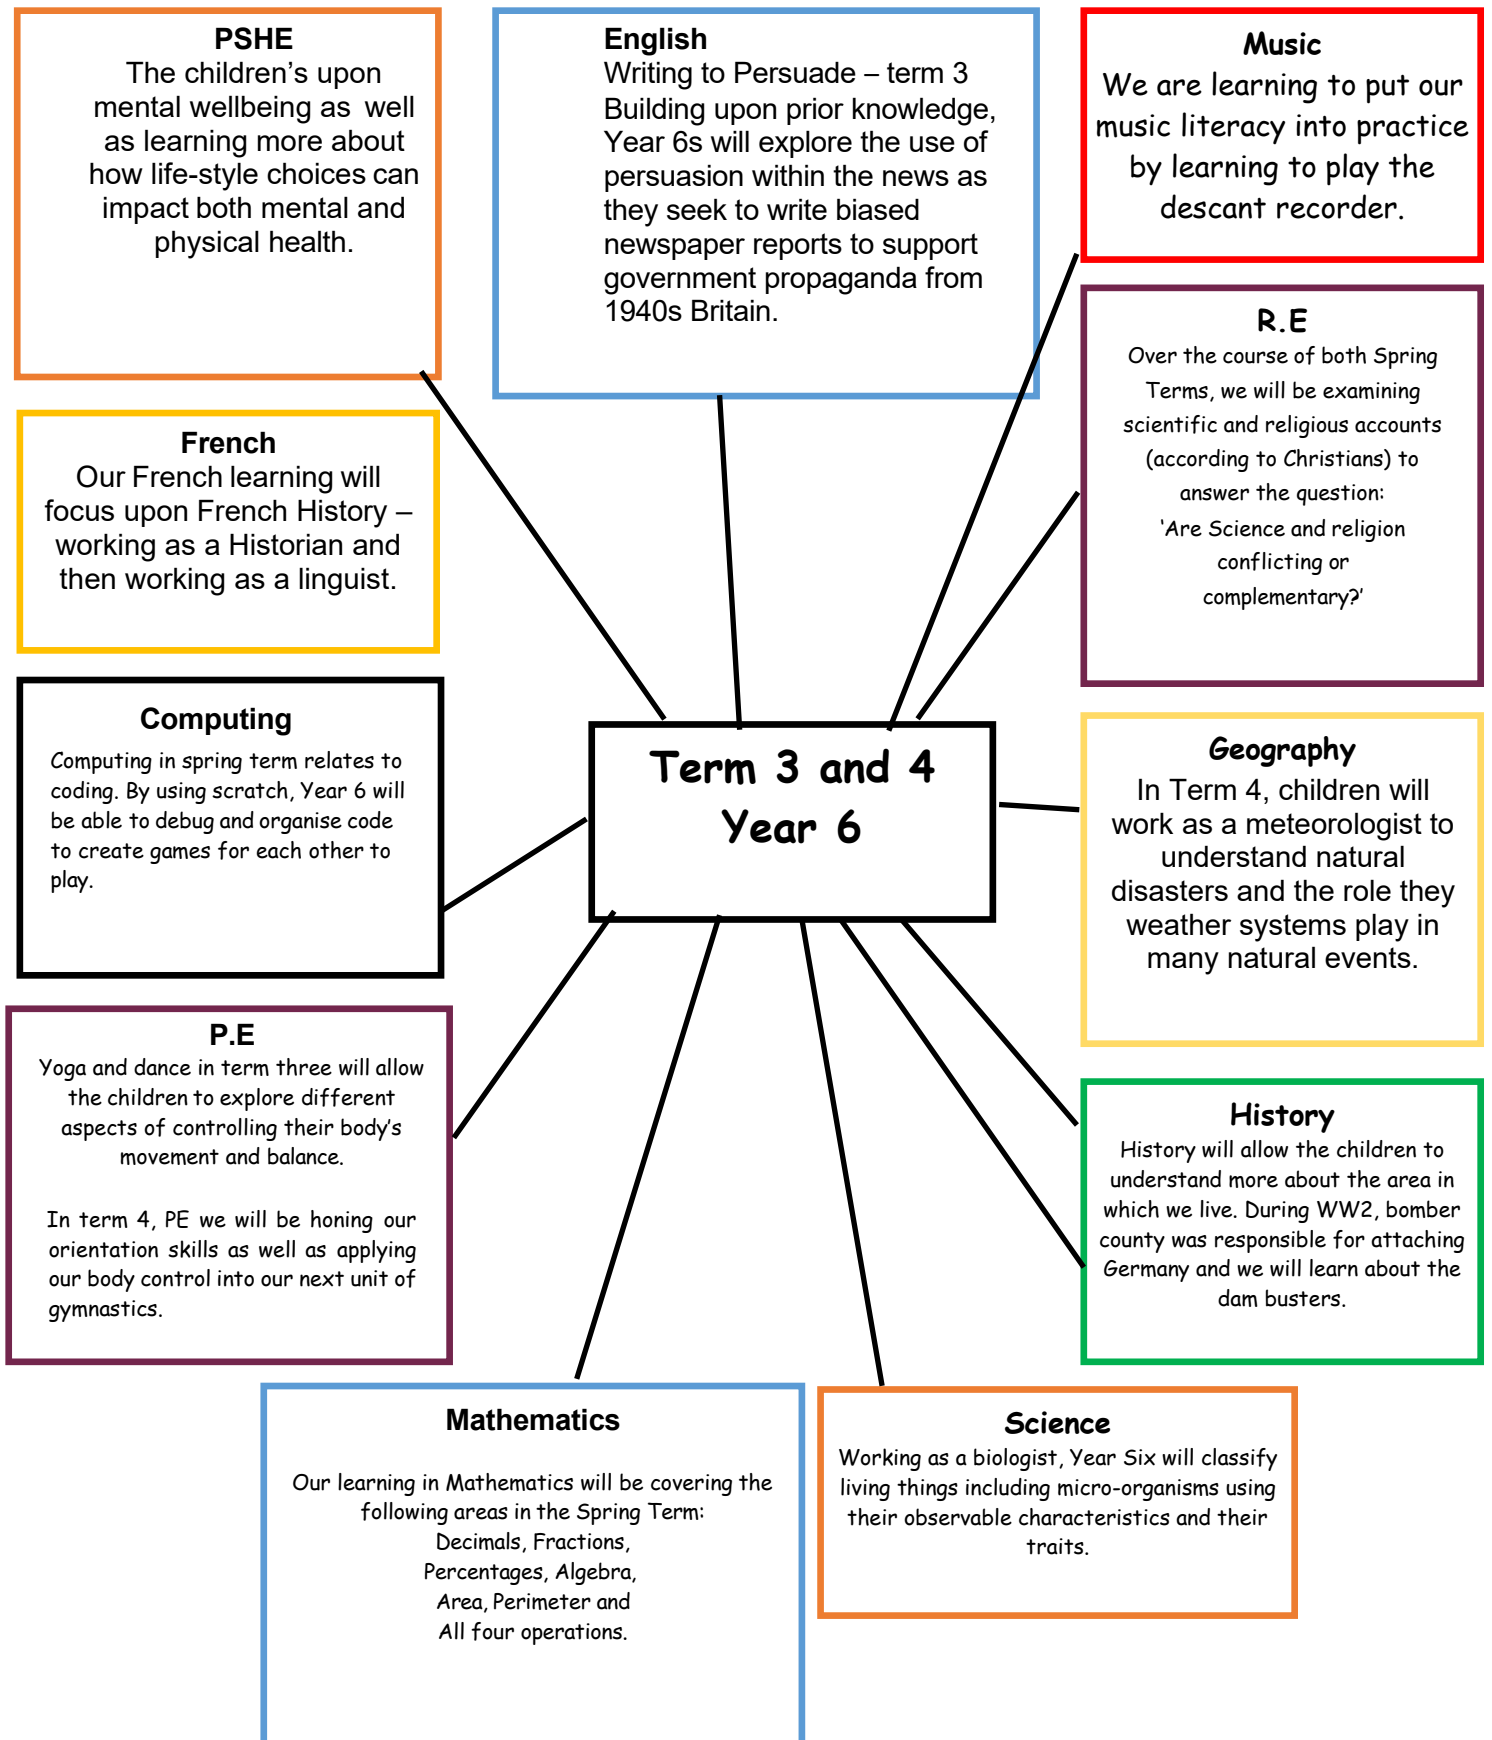 PSHE
The children's upon
mental wellbeing as well
as learning more about
how life-style choices can
impact both mental and
physical health.
English
Writing to Persuade – term 3
Building upon prior knowledge,
Year 6s will explore the use of
persuasion within the news as
they seek to write biased
newspaper reports to support
government propaganda from
1940s Britain.
Music
We are learning to put our
music literacy into practice
by learning to play the
descant recorder.
R.E
Over the course of both Spring
Terms, we will be examining
scientific and religious accounts
(according to Christians) to
answer the question:
'Are Science and religion
conflicting or
complementary?'
French
Our French learning will
focus upon French History –
working as a Historian and
then working as a linguist.
Computing
Computing in spring term relates to
coding. By using scratch, Year 6 will
be able to debug and organise code
to create games for each other to
play.
Term 3 and 4
Year 6
Geography
In Term 4, children will
work as a meteorologist to
understand natural
disasters and the role they
weather systems play in
many natural events.
P.E
Yoga and dance in term three will allow
the children to explore different
aspects of controlling their body's
movement and balance.
In term 4, PE we will be honing our
orientation skills as well as applying
our body control into our next unit of
gymnastics.
History
History will allow the children to
understand more about the area in
which we live. During WW2, bomber
county was responsible for attaching
Germany and we will learn about the
dam busters.
Mathematics
Our learning in Mathematics will be covering the
following areas in the Spring Term:
Decimals, Fractions,
Percentages, Algebra,
Area, Perimeter and
All four operations.
Science
Working as a biologist, Year Six will classify
living things including micro-organisms using
their observable characteristics and their
traits.